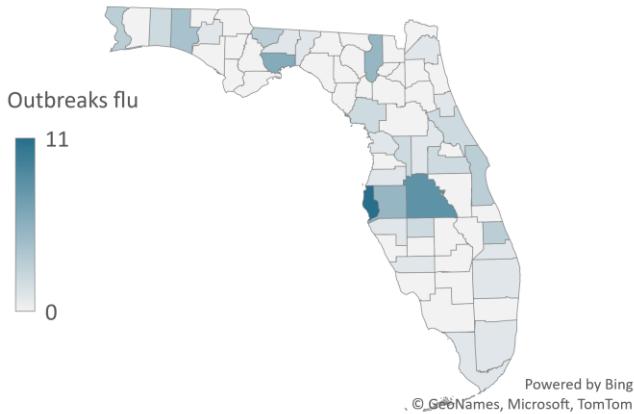 Outbreaks flu
11
0
Powered by Bing
© GeoNames, Microsoft, TomTom